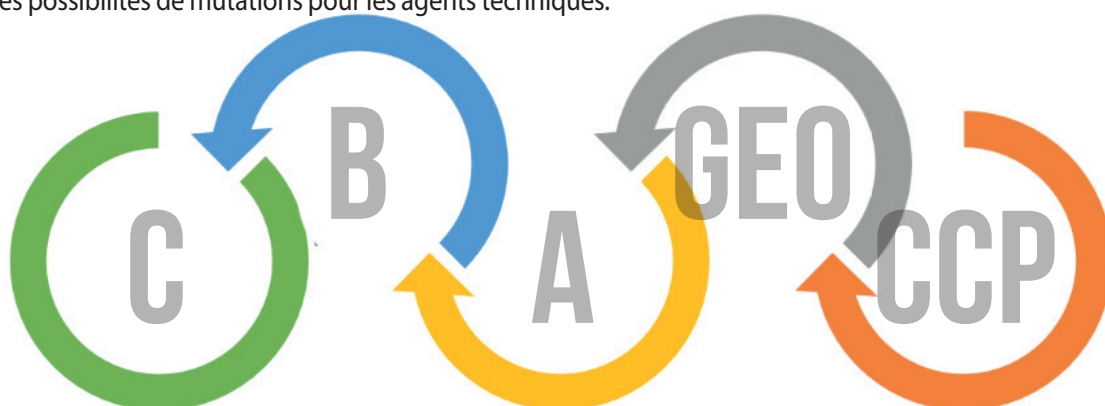 es possibilités de mutations pour les agents techniques.
C
B
A
GEO
CCP